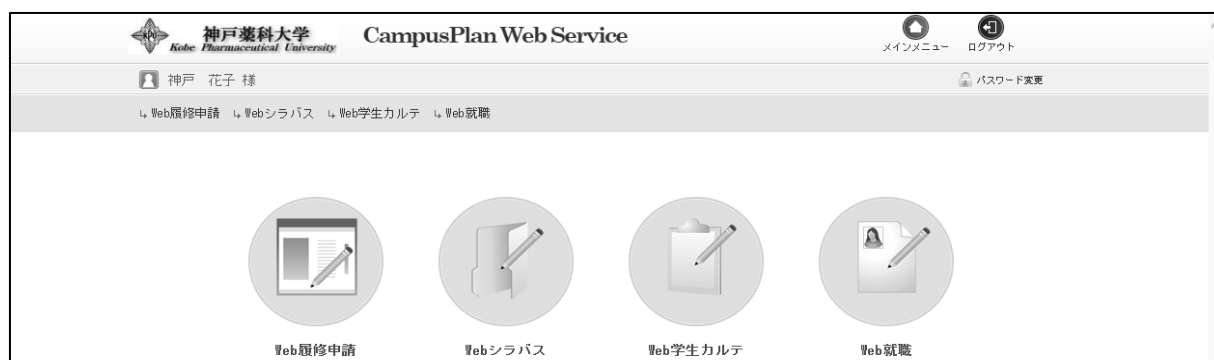 神戸薬科大学
Kobe Pharmaceutical University
CampusPlan Web Service
メインメニュー
ログアウト
神戸　花子 様
パスワード変更
Web履修申請 Webシラバス Web学生カルテ Web就職
Web履修申請
Webシラバス
Web学生カルテ
Web就職